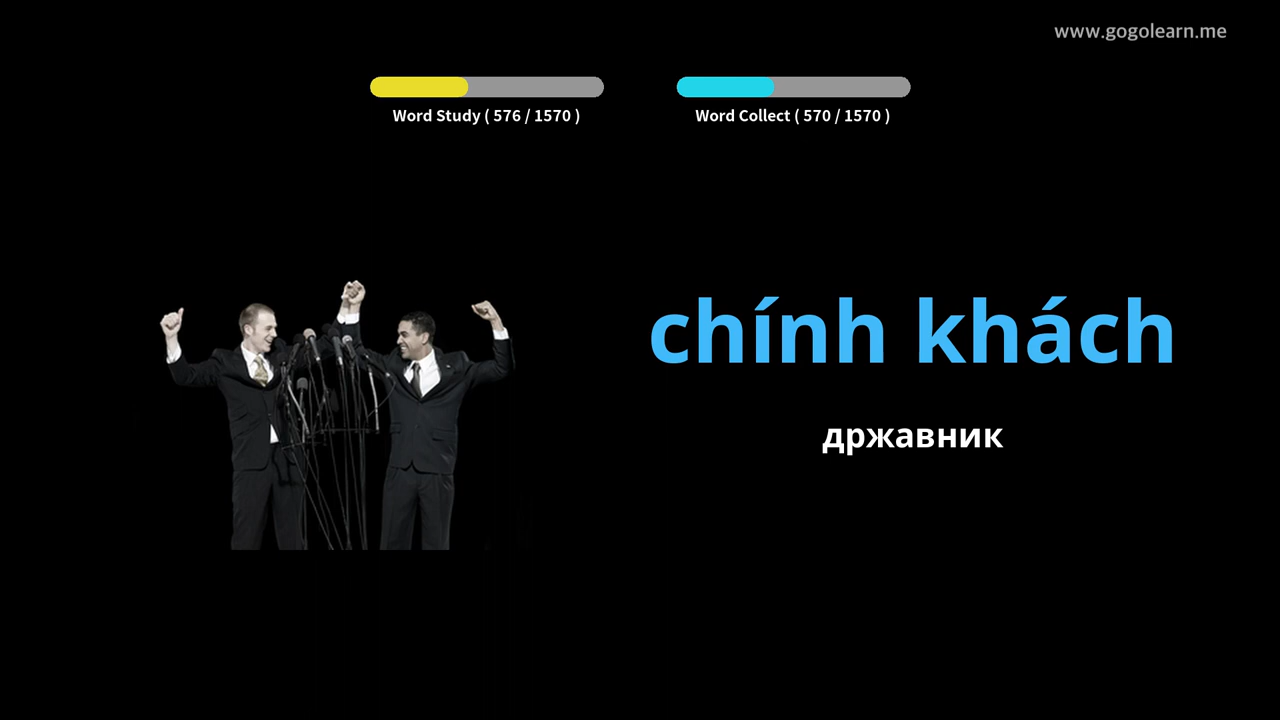 www.gogolearn.me
Word Study ( 576 / 1570 )
Word Collect ( 570 / 1570 )
chính khách
државник